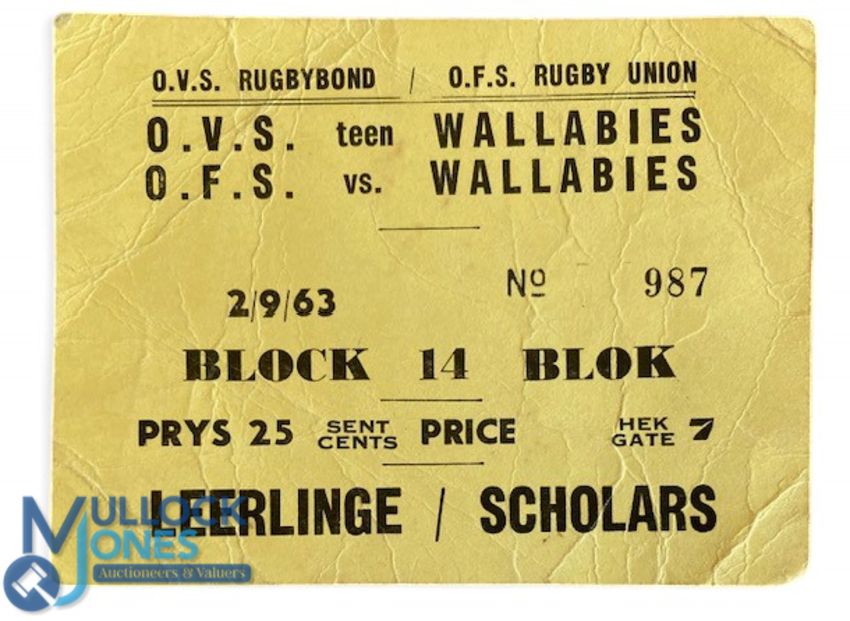 O.V.S. RUGBYBOND / O.F.S. RUGBY UNION
O.V.S. teen WALLABIES
O.F.S. vs. WALLABIES
2/9/63 Nº 987
BLOCK 14 BLOK
PRYS 25 SENT CENTS PRICE HEK GATE 7
LEERLINGE / SCHOLARS
MULLOCK
JONES
Auctioneers & Valuers